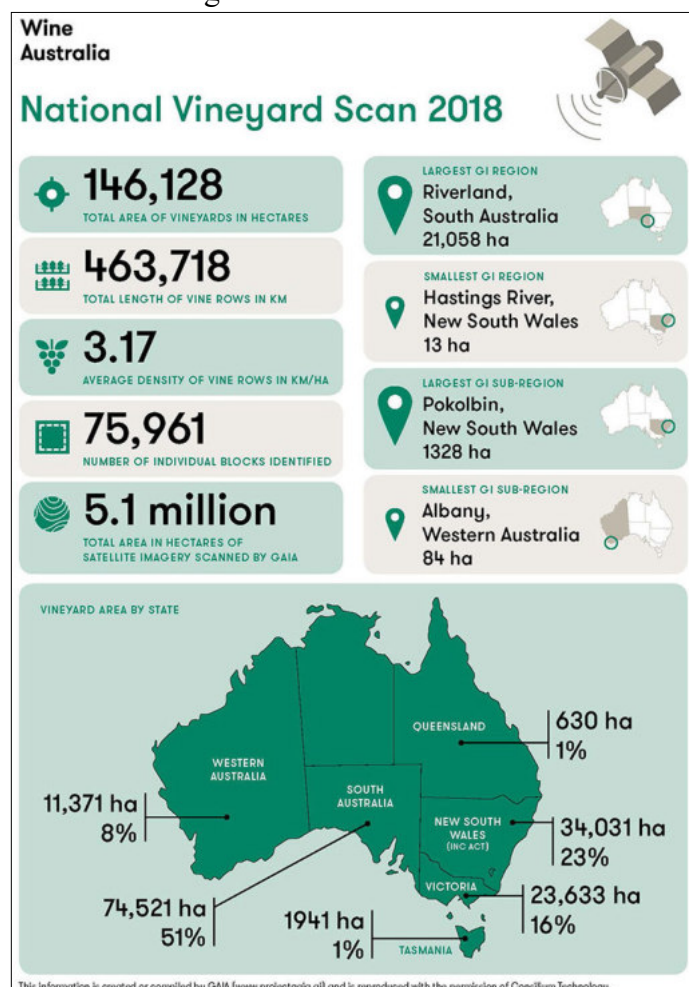 Wine
Australia
National Vineyard Scan 2018
146,128
TOTAL AREA OF VINEYARDS IN HECTARES
463,718
TOTAL LENGTH OF VINE ROWS IN KM
3.17
AVERAGE DENSITY OF VINE ROWS IN KM/HA
75,961
NUMBER OF INDIVIDUAL BLOCKS IDENTIFIED
5.1 million
TOTAL AREA IN HECTARES OF
SATELLITE IMAGERY SCANNED BY GAIA
LARGEST GI REGION
Riverland,
South Australia
21,058 ha
SMALLEST GI REGION
Hastings River,
New South Wales
13 ha
LARGEST GI SUB-REGION
Pokolbin,
New South Wales
1328 ha
SMALLEST GI SUB-REGION
Albany,
Western Australia
84 ha
VINEYARD AREA BY STATE
QUEENSLAND
630 ha
1%
WESTERN
AUSTRALIA
11,371 ha
8%
SOUTH
AUSTRALIA
74,521 ha
51%
NEW SOUTH
WALES
(INC ACT)
34,031 ha
23%
VICTORIA
23,633 ha
16%
1941 ha
1%
TASMANIA